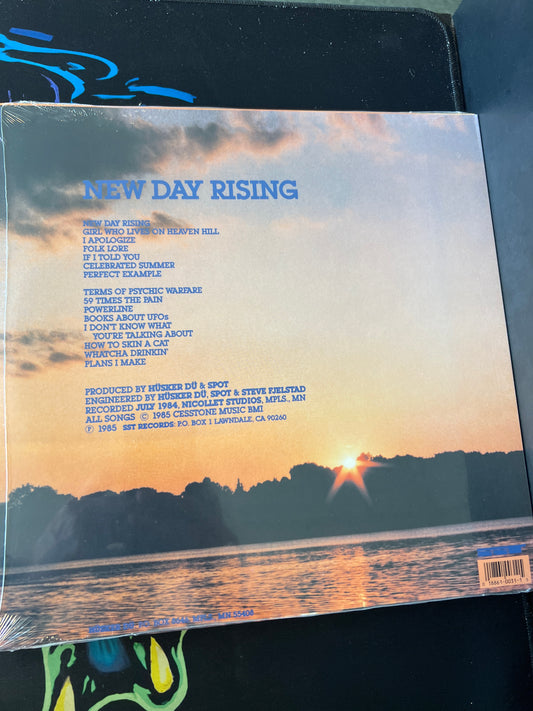 NEW DAY RISING
NEW DAY RISING
GIRL WHO LIVES ON HEAVEN HILL
I APOLOGIZE
FOLK LORE
IF I TOLD YOU
CELEBRATED SUMMER
PERFECT EXAMPLE
TERMS OF PSYCHIC WARFARE
59 TIMES THE PAIN
POWERLINE
BOOKS ABOUT UFOs
I DON'T KNOW WHAT
YOU'RE TALKING ABOUT
HOW TO SKIN A CAT
WHATCHA DRINKIN'
PLANS I MAKE
PRODUCED BY HÜSKER DÜ & SPOT
ENGINEERED BY HÜSKER DÜ, SPOT & STEVE FJELSTAD
RECORDED JULY 1984, NICOLLET STUDIOS, MPLS., MN
ALL SONGS © 1985 CESSTONE MUSIC BMI
℗ 1985 SST RECORDS: P.O. BOX 1 LAWNDALE, CA 90260
BOX MN